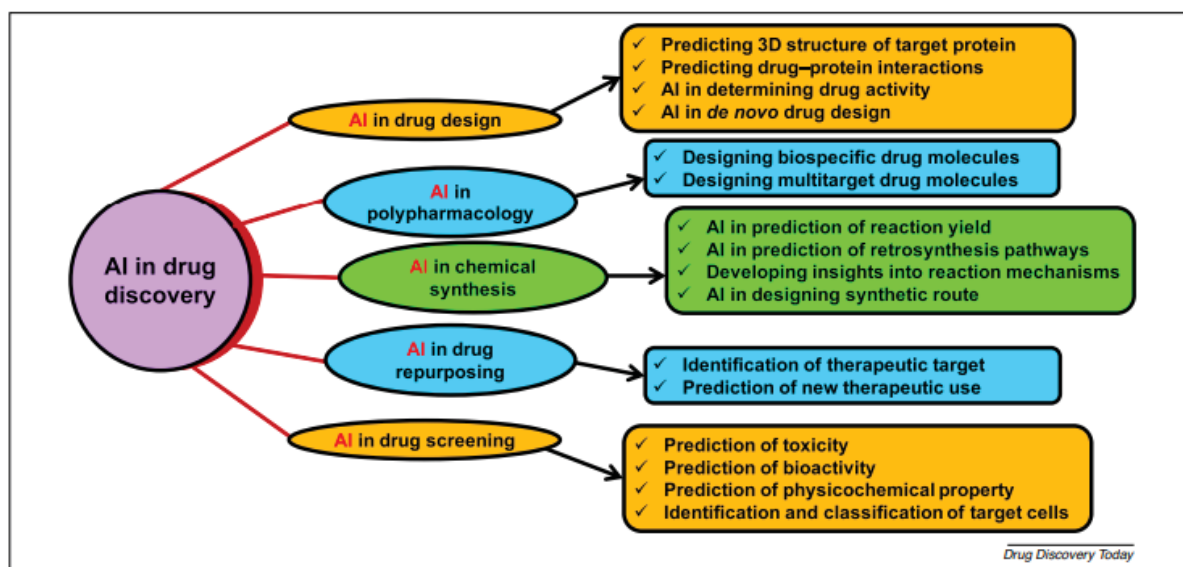 AI in drug discovery
AI in drug design
✓ Predicting 3D structure of target protein
✓ Predicting drug–protein interactions
✓ AI in determining drug activity
✓ AI in de novo drug design
AI in
polypharmacology
✓ Designing biospecific drug molecules
✓ Designing multitarget drug molecules
AI in chemical
synthesis
✓ AI in prediction of reaction yield
✓ AI in prediction of retrosynthesis pathways
✓ Developing insights into reaction mechanisms
✓ AI in designing synthetic route
AI in drug
repurposing
✓ Identification of therapeutic target
✓ Prediction of new therapeutic use
AI in drug screening
✓ Prediction of toxicity
✓ Prediction of bioactivity
✓ Prediction of physicochemical property
✓ Identification and classification of target cells
Drug Discovery Today